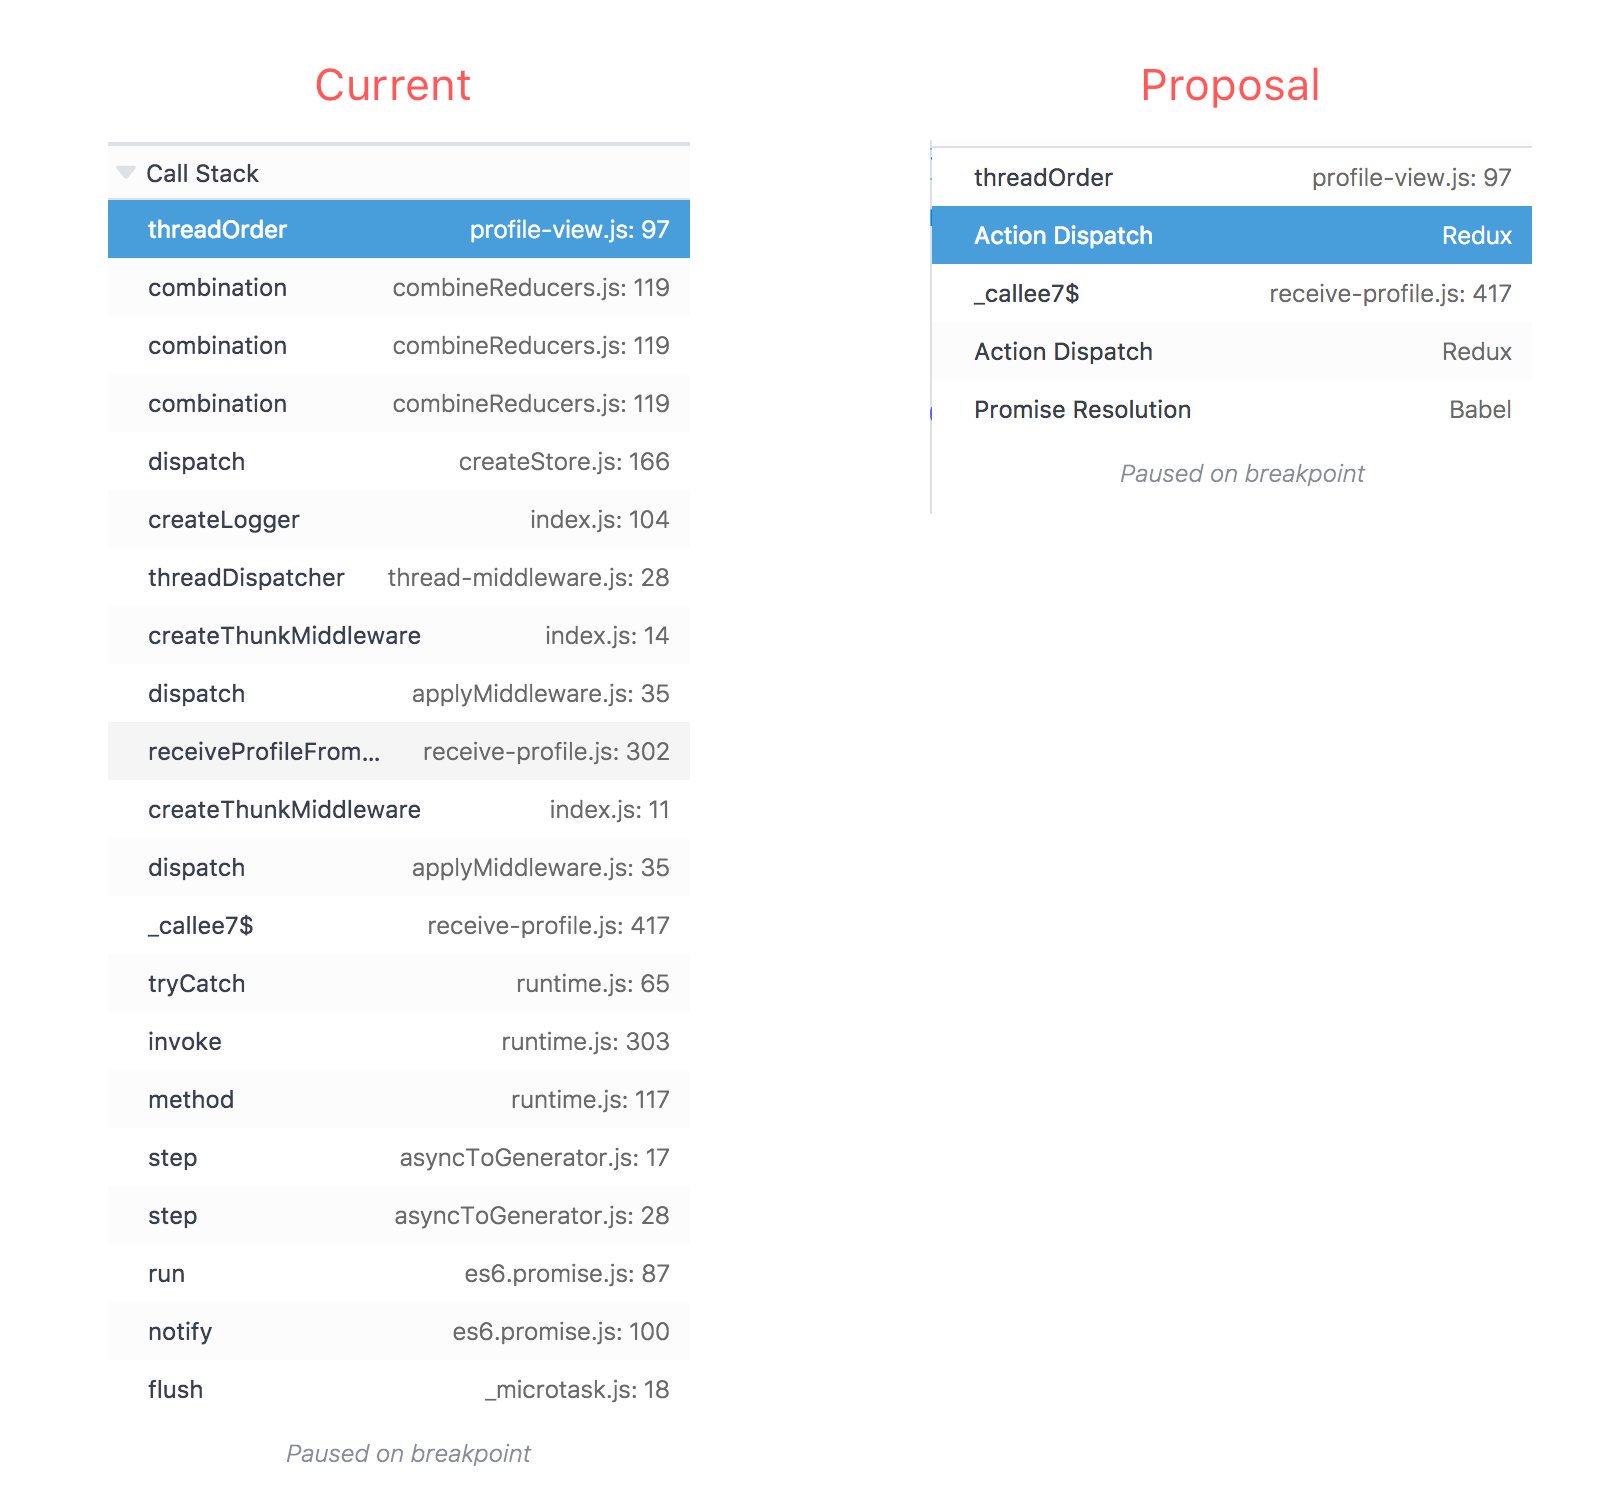 Current
Call Stack
threadOrder profile-view.js: 97
combination combineReducers.js: 119
combination combineReducers.js: 119
combination combineReducers.js: 119
dispatch createStore.js: 166
createLogger index.js: 104
threadDispatcher thread-middleware.js: 28
createThunkMiddleware index.js: 14
dispatch applyMiddleware.js: 35
receiveProfileFrom... receive-profile.js: 302
createThunkMiddleware index.js: 11
dispatch applyMiddleware.js: 35
_callee7$ receive-profile.js: 417
tryCatch runtime.js: 65
invoke runtime.js: 303
method runtime.js: 117
step asyncToGenerator.js: 17
step asyncToGenerator.js: 28
run es6.promise.js: 87
notify es6.promise.js: 100
flush _microtask.js: 18
Paused on breakpoint
Proposal
threadOrder profile-view.js: 97
Action Dispatch Redux
_callee7$ receive-profile.js: 417
Action Dispatch Redux
Promise Resolution Babel
Paused on breakpoint